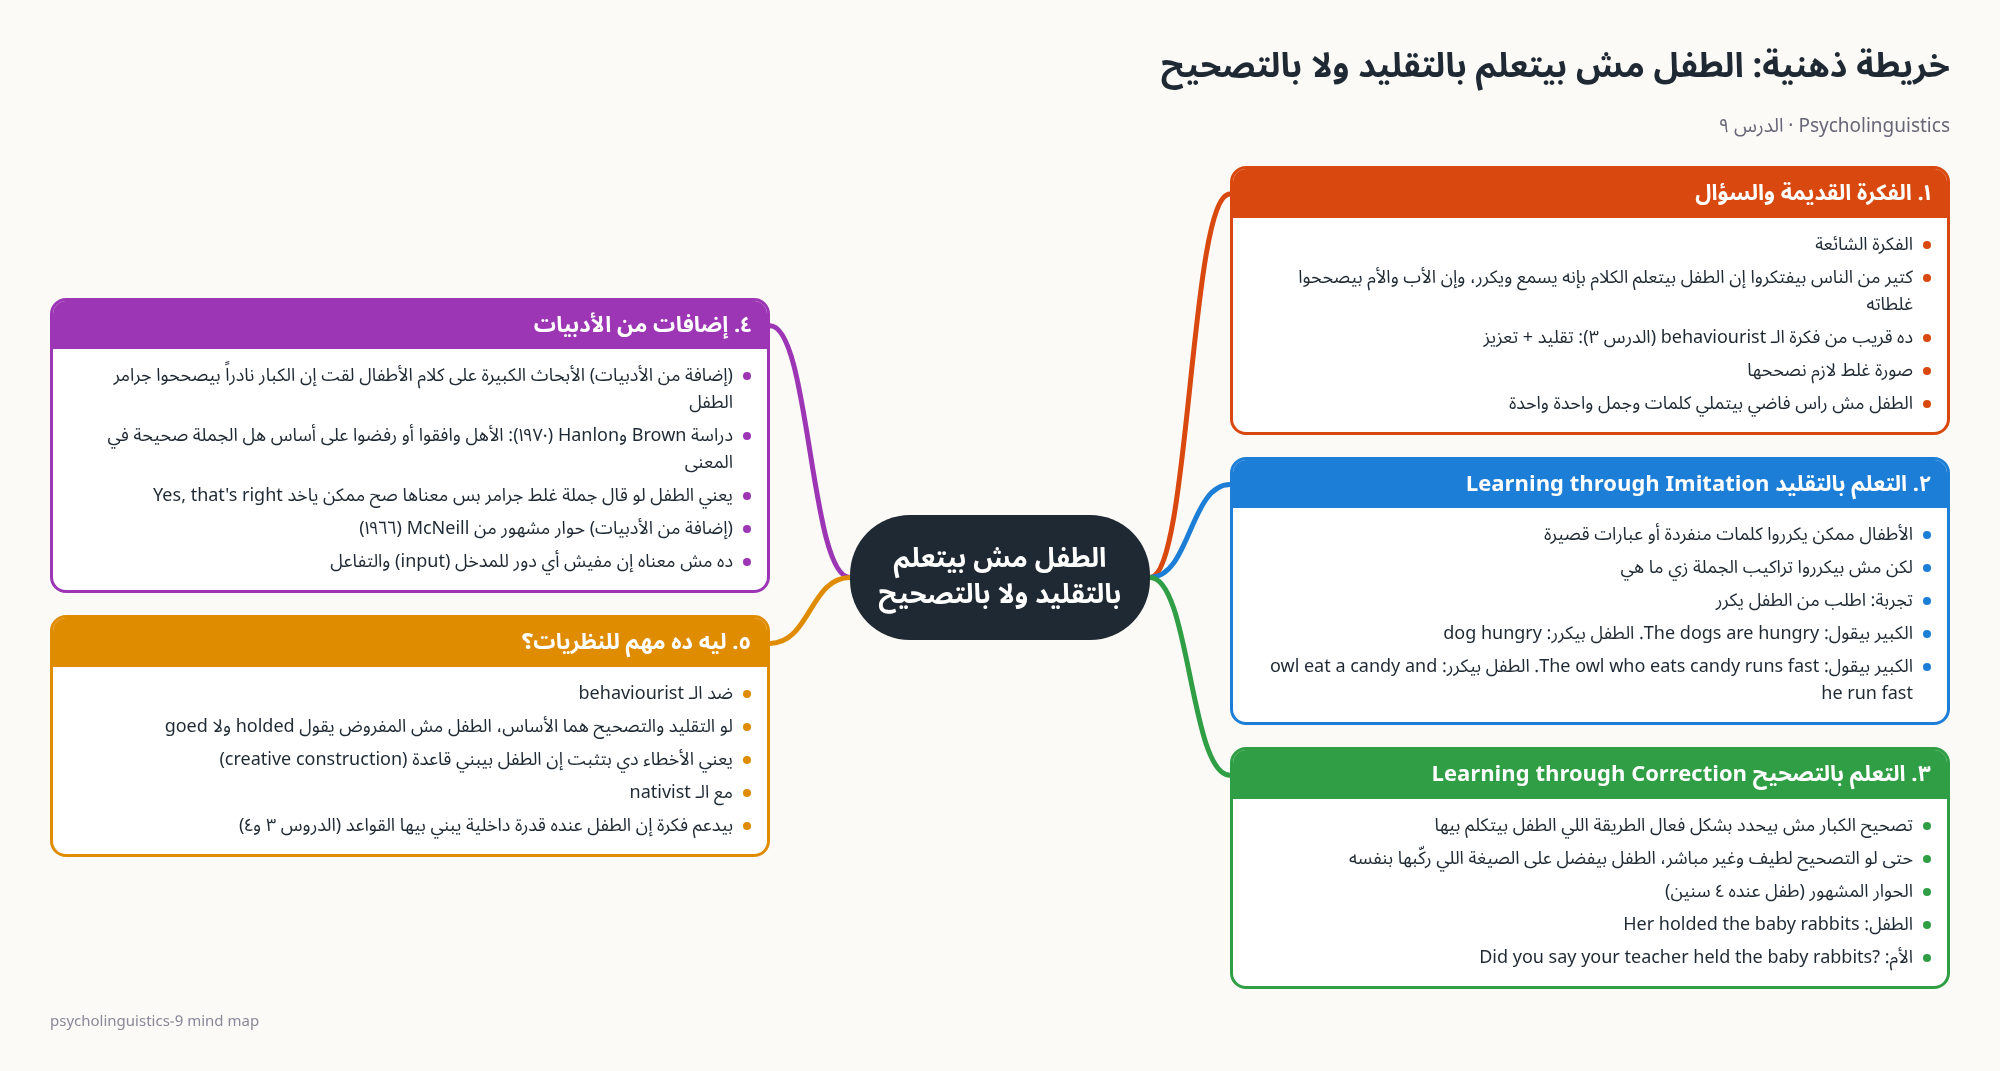 خريطة ذهنية: الطفل مش بيتعلم بالتقليد ولا بالتصحيح
Psycholinguistics · الدرس ٩
١. الفكرة القديمة والسؤال
الفكرة الشائعة
كتير من الناس بيفتكروا إن الطفل بيتعلم الكلام بإنه يسمع ويكرر، وإن الأب والأم بيصححوا
غلطاته
ده قريب من فكرة الـ behaviourist (الدرس ٣): تقليد + تعزيز
صورة غلط لازم نصححها
الطفل مش راس فاضي بيتملي كلمات وجمل واحدة واحدة
٢. التعلم بالتقليد Learning through Imitation
الأطفال ممكن يكرروا كلمات منفردة أو عبارات قصيرة
لكن مش بيكرروا تراكيب الجملة زي ما هي
تجربة: اطلب من الطفل يكرر
الكبير بيقول: The dogs are hungry. الطفل بيكرر: dog hungry
الكبير بيقول: The owl who eats candy runs fast. الطفل بيكرر: owl eat a candy and
he run fast
٣. التعلم بالتصحيح Learning through Correction
تصحيح الكبار مش بيحدد بشكل فعال الطريقة اللي الطفل بيتكلم بيها
حتى لو التصحيح لطيف وغير مباشر، الطفل بيفضل على الصيغة اللي ركّبها بنفسه
الحوار المشهور (طفل عنده ٤ سنين)
الطفل: Her holded the baby rabbits
الأم: Did you say your teacher held the baby rabbits?
٤. إضافات من الأدبيات
(إضافة من الأدبيات) الأبحاث الكبيرة على كلام الأطفال لقت إن الكبار نادراً بيصححوا جرامر
الطفل
دراسة Brown وHanlon (١٩٧٠): الأهل وافقوا أو رفضوا على أساس هل الجملة صحيحة في
المعنى
يعني الطفل لو قال جملة غلط جرامر بس معناها صح ممكن ياخد Yes, that's right
(إضافة من الأدبيات) حوار مشهور من McNeill (١٩٦٦)
ده مش معناه إن مفيش أي دور للمدخل (input) والتفاعل
٥. ليه ده مهم للنظريات؟
ضد الـ behaviourist
لو التقليد والتصحيح هما الأساس، الطفل مش المفروض يقول holded ولا goed
يعني الأخطاء دي بتثبت إن الطفل بيبني قاعدة (creative construction)
مع الـ nativist
بيدعم فكرة إن الطفل عنده قدرة داخلية يبني بيها القواعد (الدروس ٣ و٤)
الطفل مش بيتعلم
بالتقليد ولا بالتصحيح
psycholinguistics-9 mind map